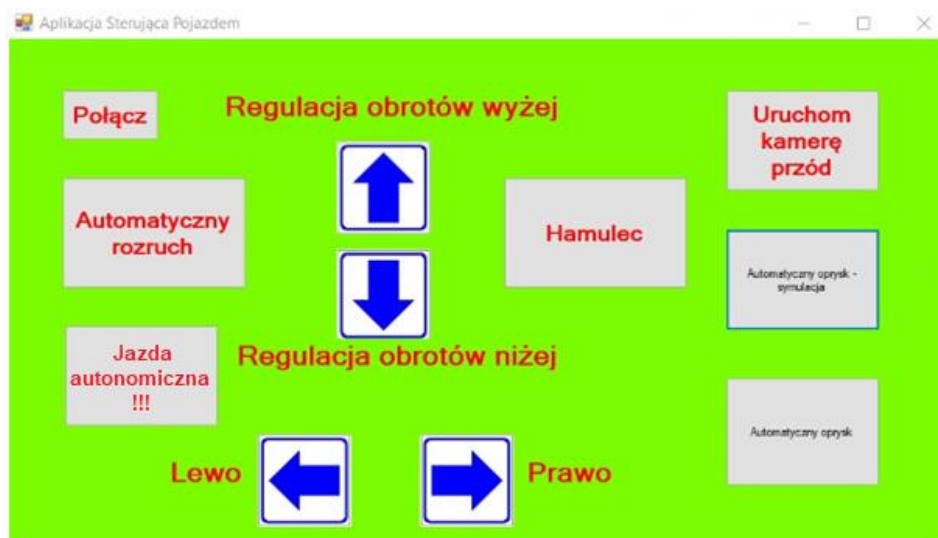 Aplikacja Sterująca Pojazdem
Połącz
Regulacja obrotów wyżej
Uruchom
kamerę
przód
Automatyczny
rozruch
Hamulec
Automatyczny oprysk -
symulacja
Jazda
autonomiczna
!!!
Regulacja obrotów niżej
Automatyczny oprysk
Lewo
Prawo